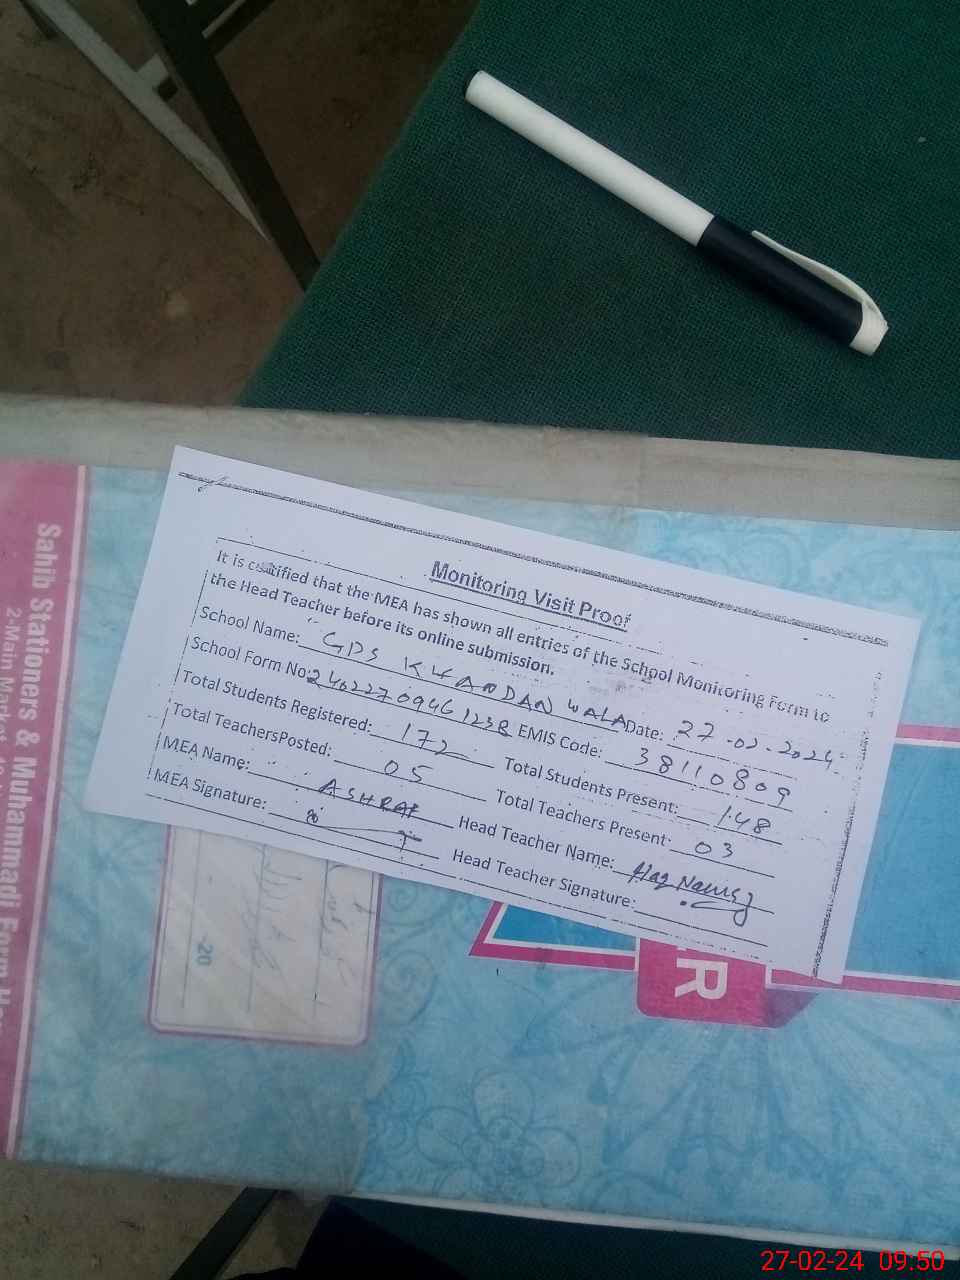 Monitoring Visit Proof
It is certified that the MEA has shown all entries of the School Monitoring Form to
the Head Teacher before its online submission.
School Name: GPS KHANDAN WALA Date: 27-02-2024
School Form No: 24022709461238 EMIS Code: 38110809
Total Students Registered: 172 Total Students Present: 148
Total TeachersPosted: 05 Total Teachers Present: 03
MEA Name: ASHRAF Head Teacher Name:
MEA Signature: Head Teacher Signature:
Sahib Stationers & Muhammadi Form
2-Main Market
-20
R
27-02-24 09:50